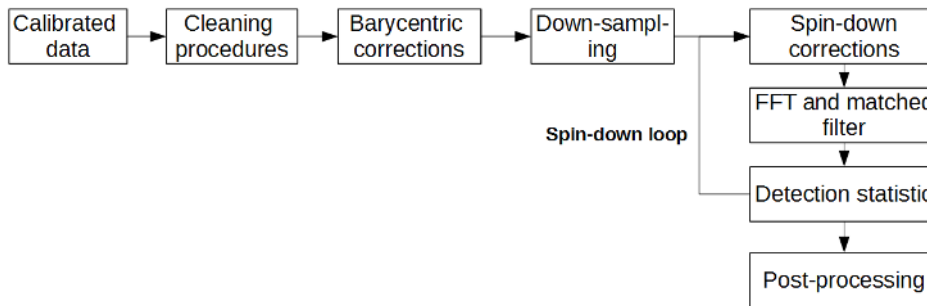 Calibrated
data
Cleaning
procedures
Barycentric
corrections
Down-sampl-
ing
Spin-down
corrections
FFT and matched
filter
Spin-down loop
Detection statistic
Post-processing